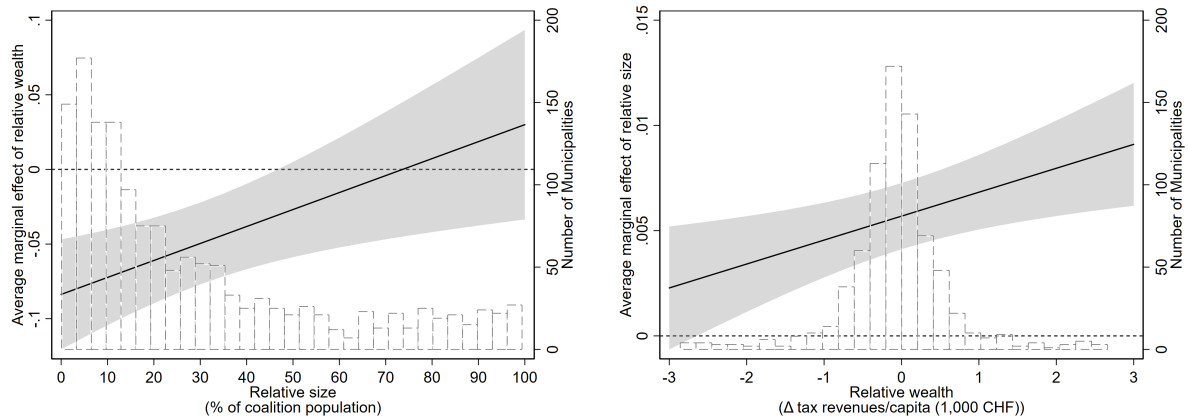 Average marginal effect of relative wealth
.1
.05
0
-.05
-.1
200
150
100
50
0
Number of Municipalities
0 10 20 30 40 50 60 70 80 90 100
Relative size
(% of coalition population)
Average marginal effect of relative size
.015
.01
.005
0
200
150
100
50
0
Number of Municipalities
-3 -2 -1 0 1 2 3
Relative wealth
(Δ tax revenues/capita (1,000 CHF))